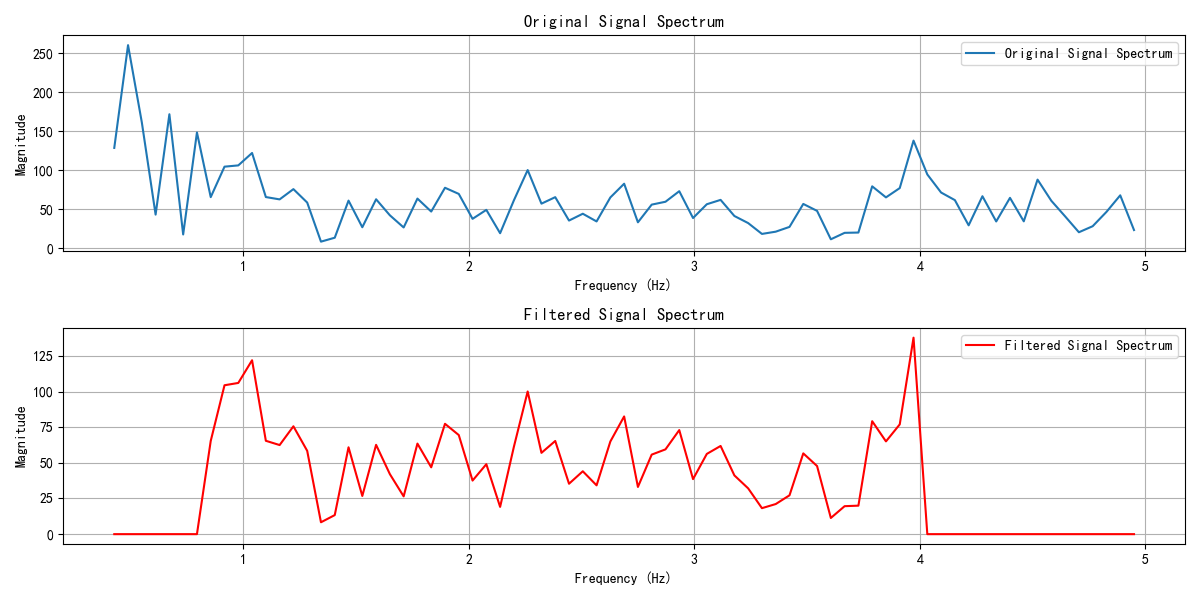 Original Signal Spectrum
Original Signal Spectrum
Magnitude
250
200
150
100
50
0
1 2 3 4 5
Frequency (Hz)
Filtered Signal Spectrum
Filtered Signal Spectrum
Magnitude
125
100
75
50
25
0
1 2 3 4 5
Frequency (Hz)